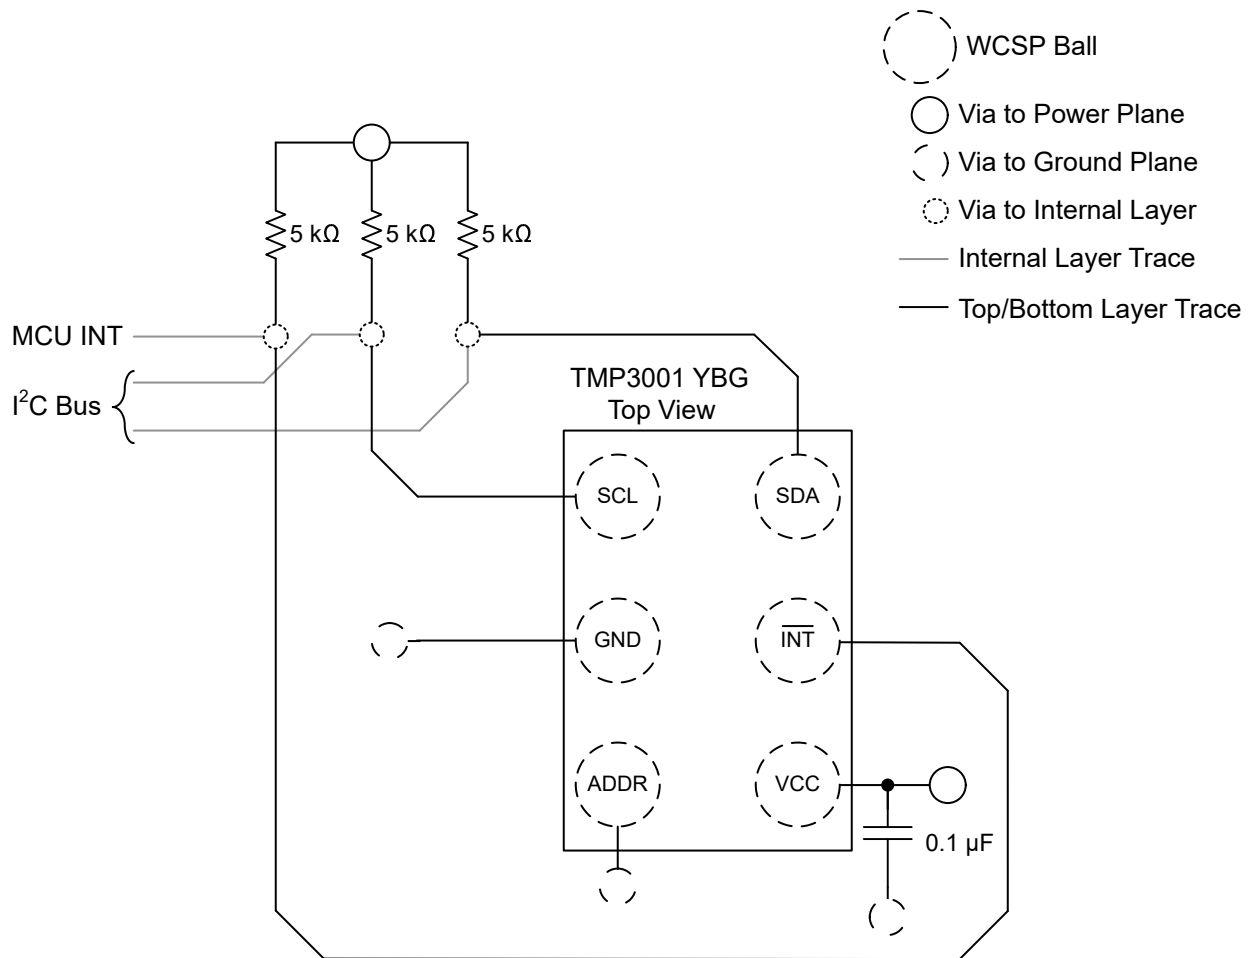 WCSP Ball
Via to Power Plane
Via to Ground Plane
Via to Internal Layer
Internal Layer Trace
Top/Bottom Layer Trace
5 kΩ
5 kΩ
5 kΩ
MCU INT
I²C Bus
TMP3001 YBG
Top View
SCL
SDA
GND
I̅N̅T̅
ADDR
VCC
0.1 µF